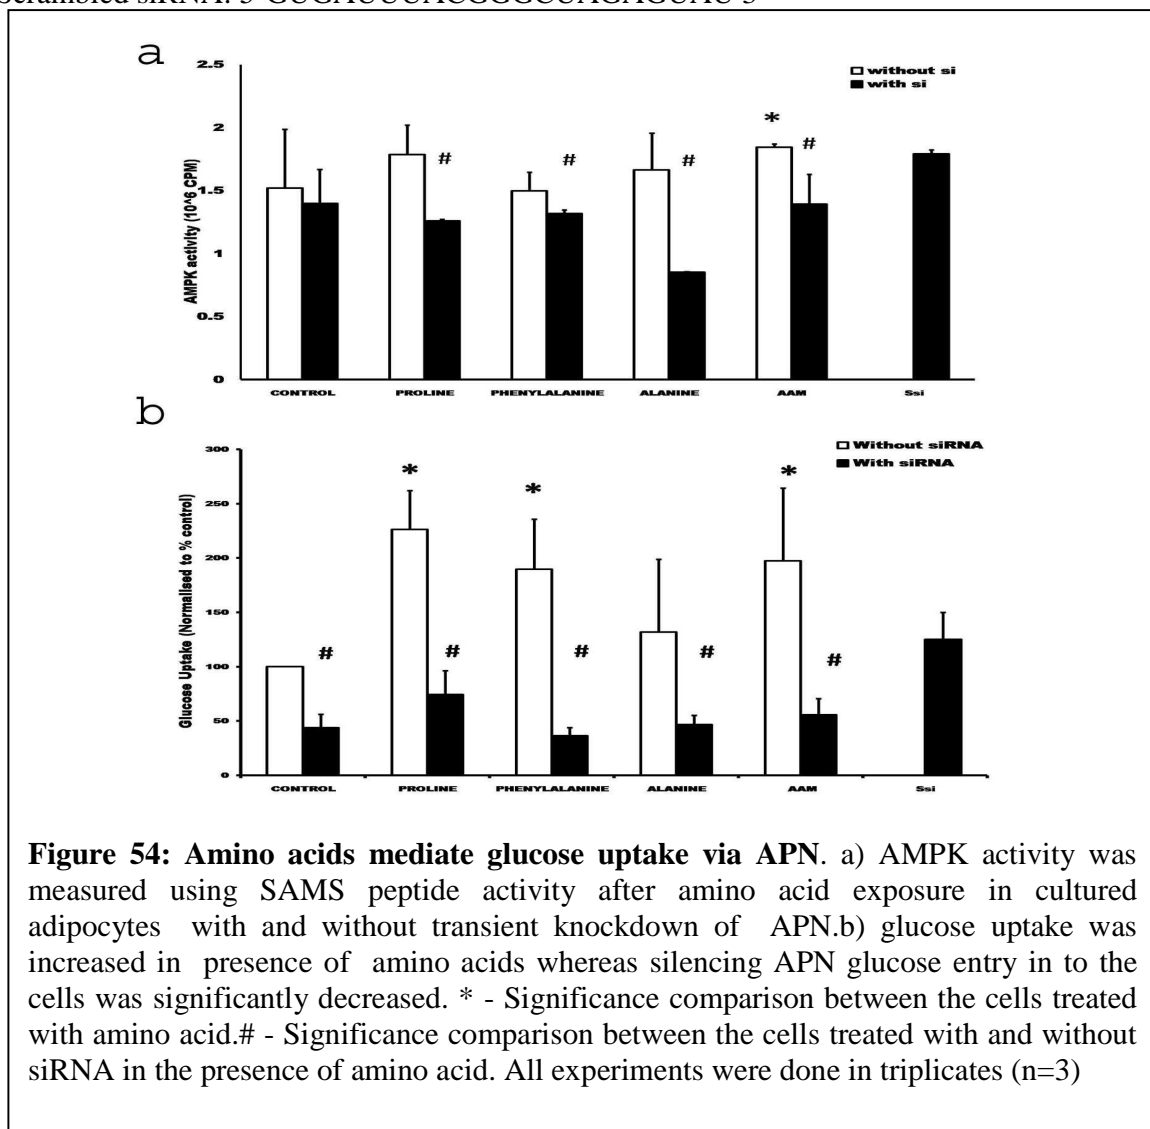 a
2.5
without si
with si
2
*
#
#
#
#
1.5
1
0.5
0
AMPK activity (10^6 CPM)
CONTROL PROLINE PHENYLALANINE ALANINE AAM Ssi
b
300
Without siRNA
With siRNA
*
*
*
250
200
150
#
#
#
#
#
100
50
0
Glucose Uptake (Normalised to % control)
CONTROL PROLINE PHENYLALANINE ALANINE AAM Ssi
Figure 54: Amino acids mediate glucose uptake via APN. a) AMPK activity was
measured using SAMS peptide activity after amino acid exposure in cultured
adipocytes with and without transient knockdown of APN.b) glucose uptake was
increased in presence of amino acids whereas silencing APN glucose entry in to the
cells was significantly decreased. * - Significance comparison between the cells treated
with amino acid.# - Significance comparison between the cells treated with and without
siRNA in the presence of amino acid. All experiments were done in triplicates (n=3)